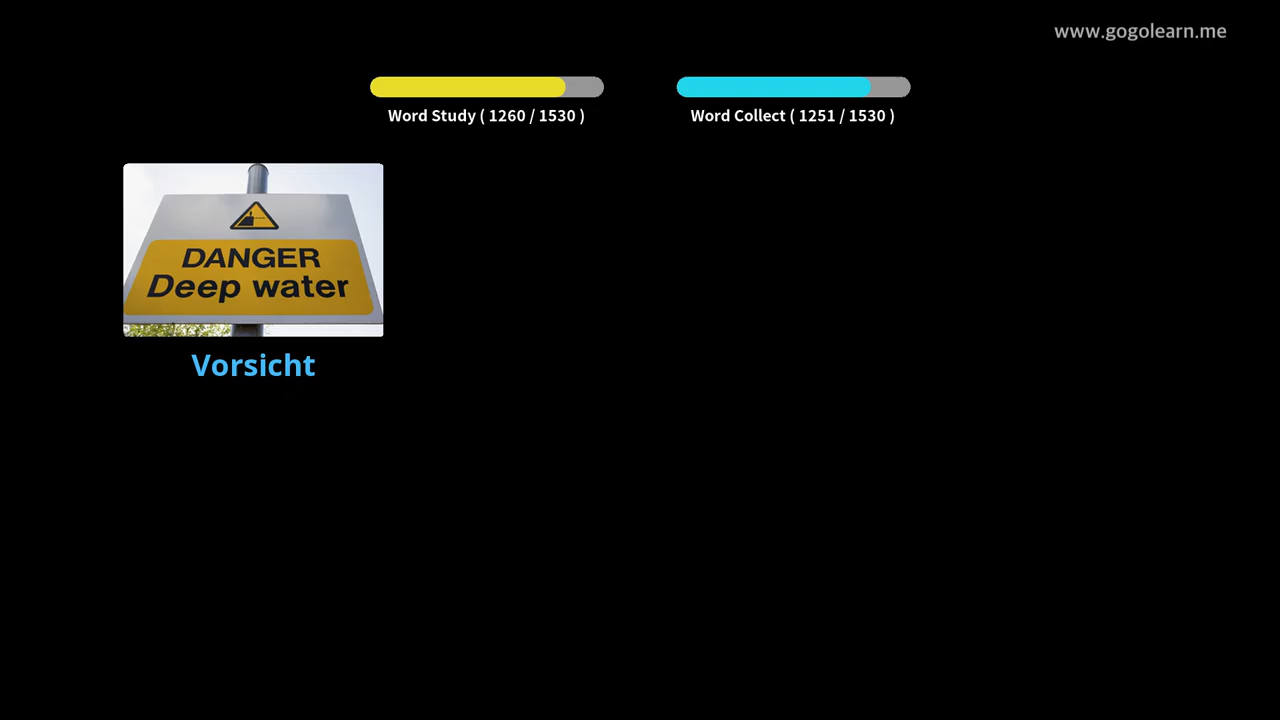 www.gogolearn.me
Word Study ( 1260 / 1530 )
Word Collect ( 1251 / 1530 )
DANGER
Deep water
Vorsicht